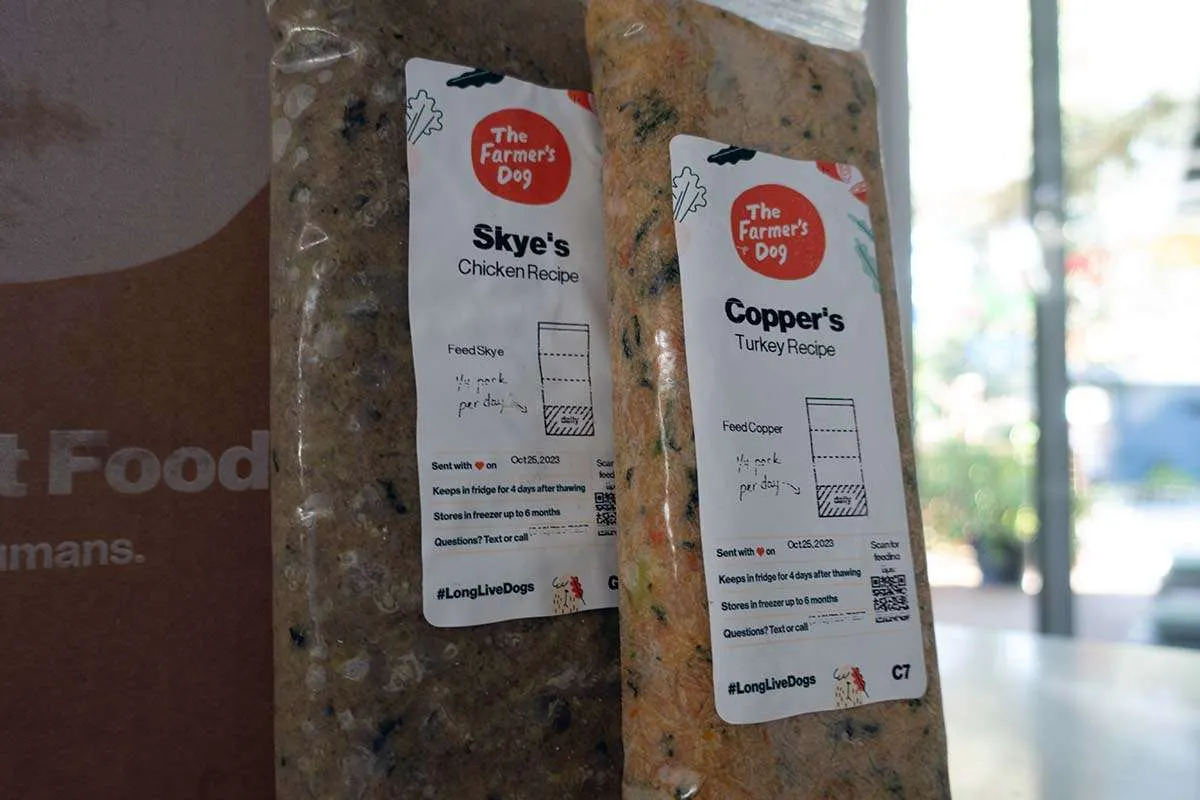 t Food
umans.
The
Farmer's
Dog
Skye's
Chicken Recipe
Feed Skye
1/4 pack
per day
daily
Sent with on Oct 25, 2023
Keeps in fridge for 4 days after thawing
Stores in freezer up to 6 months
Questions? Text or call
#LongLiveDogs
The
Farmer's
Dog
Copper's
Turkey Recipe
Feed Copper
1/4 pack
per day
daily
Sent with on Oct 25, 2023
Keeps in fridge for 4 days after thawing
Stores in freezer up to 6 months
Questions? Text or call
Scan for
feeding
#LongLiveDogs
C7